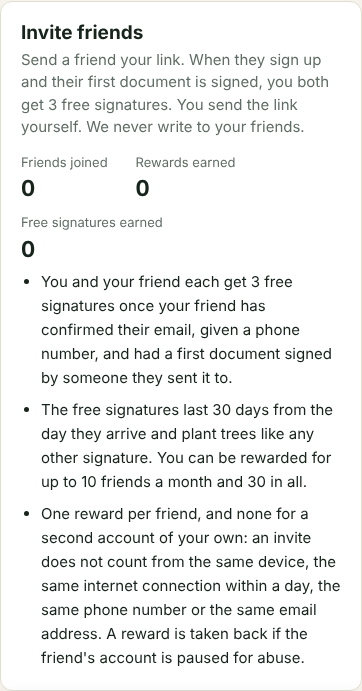 Invite friends
Send a friend your link. When they sign up
and their first document is signed, you both
get 3 free signatures. You send the link
yourself. We never write to your friends.
Friends joined
0
Rewards earned
0
Free signatures earned
0
• You and your friend each get 3 free
signatures once your friend has
confirmed their email, given a phone
number, and had a first document signed
by someone they sent it to.
• The free signatures last 30 days from the
day they arrive and plant trees like any
other signature. You can be rewarded for
up to 10 friends a month and 30 in all.
• One reward per friend, and none for a
second account of your own: an invite
does not count from the same device, the
same internet connection within a day, the
same phone number or the same email
address. A reward is taken back if the
friend's account is paused for abuse.